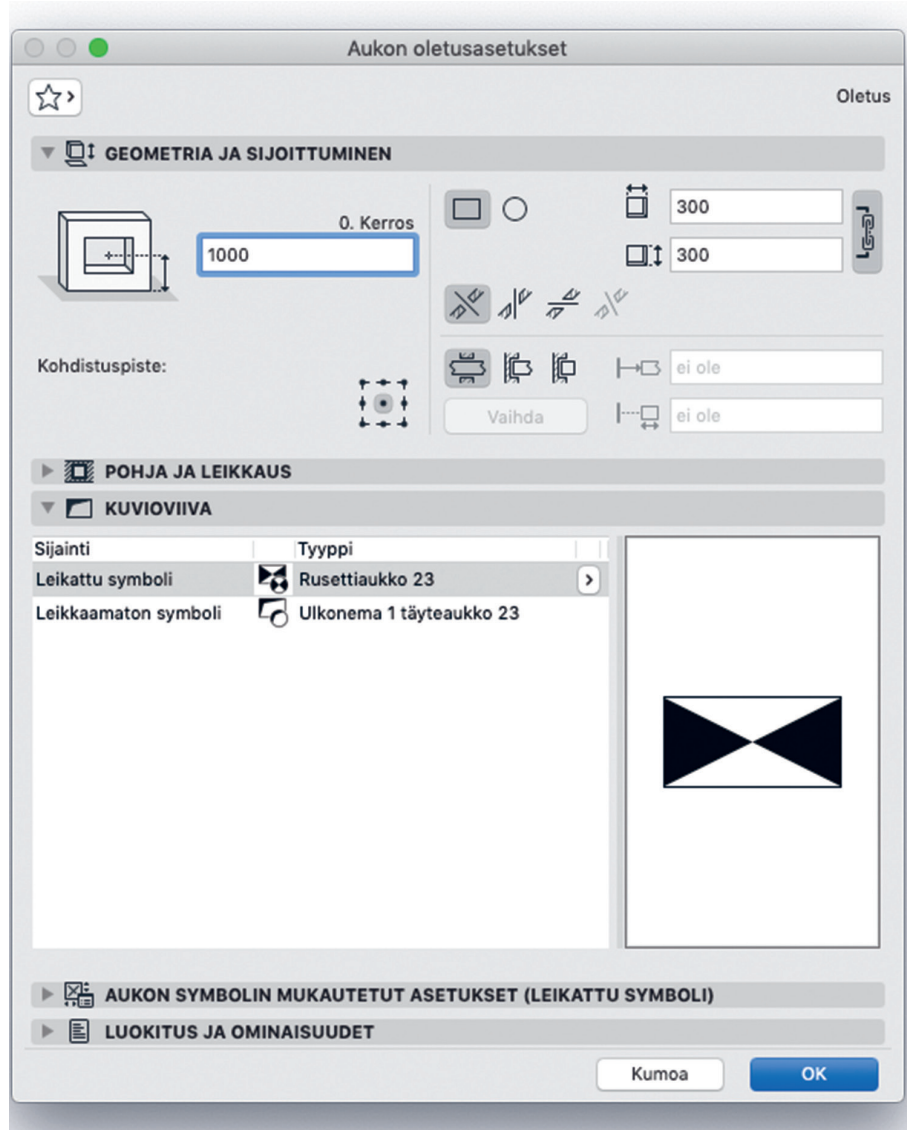 Aukon oletusasetukset
Oletus
GEOMETRIA JA SIJOITTUMINEN
0. Kerros
1000
300
300
Kohdistuspiste:
ei ole
Vaihda
ei ole
POHJA JA LEIKKAUS
KUVIOVIIVA
Sijainti Tyyppi
Leikattu symboli Rusettiaukko 23
Leikkaamaton symboli Ulkonema 1 täyteaukko 23
AUKON SYMBOLIN MUKAUTETUT ASETUKSET (LEIKATTU SYMBOLI)
LUOKITUS JA OMINAISUUDET
Kumoa OK